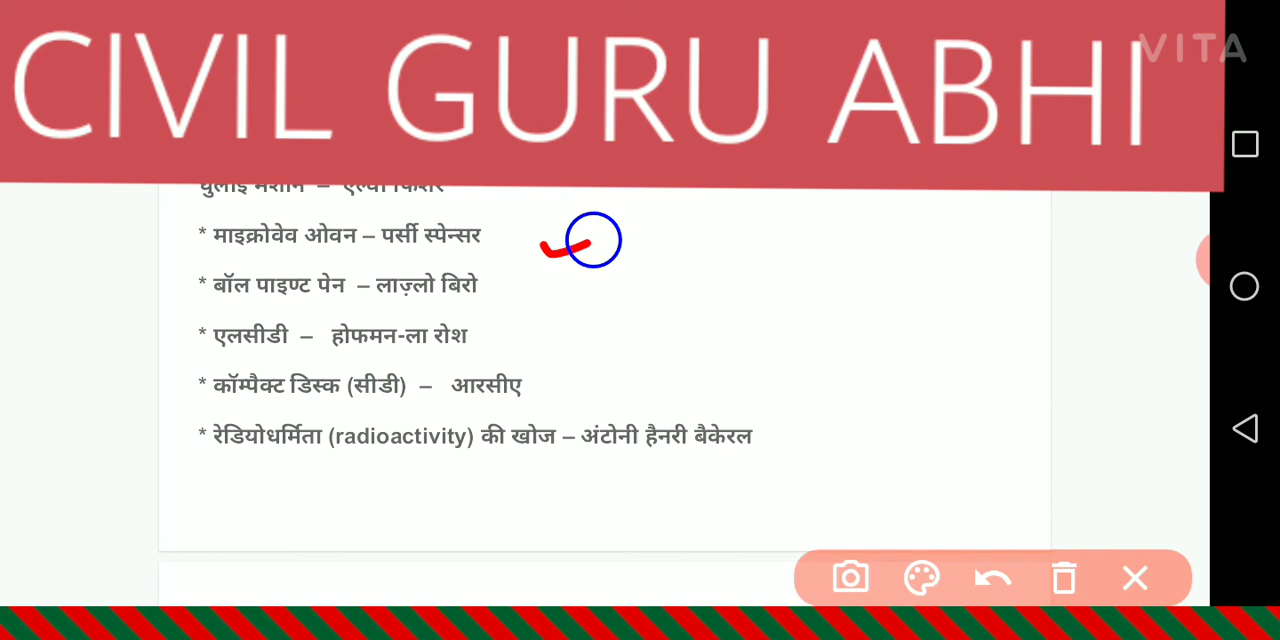 CIVIL GURU ABHI
VITA
* माइक्रोवेव ओवन – पर्सी स्पेन्सर
* बॉल पाइण्ट पेन – लाज़्लो बिरो
* एलसीडी – होफमन-ला रोश
* कॉम्पैक्ट डिस्क (सीडी) – आरसीए
* रेडियोधर्मिता (radioactivity) की खोज – अंटोनी हैनरी बैकेरल